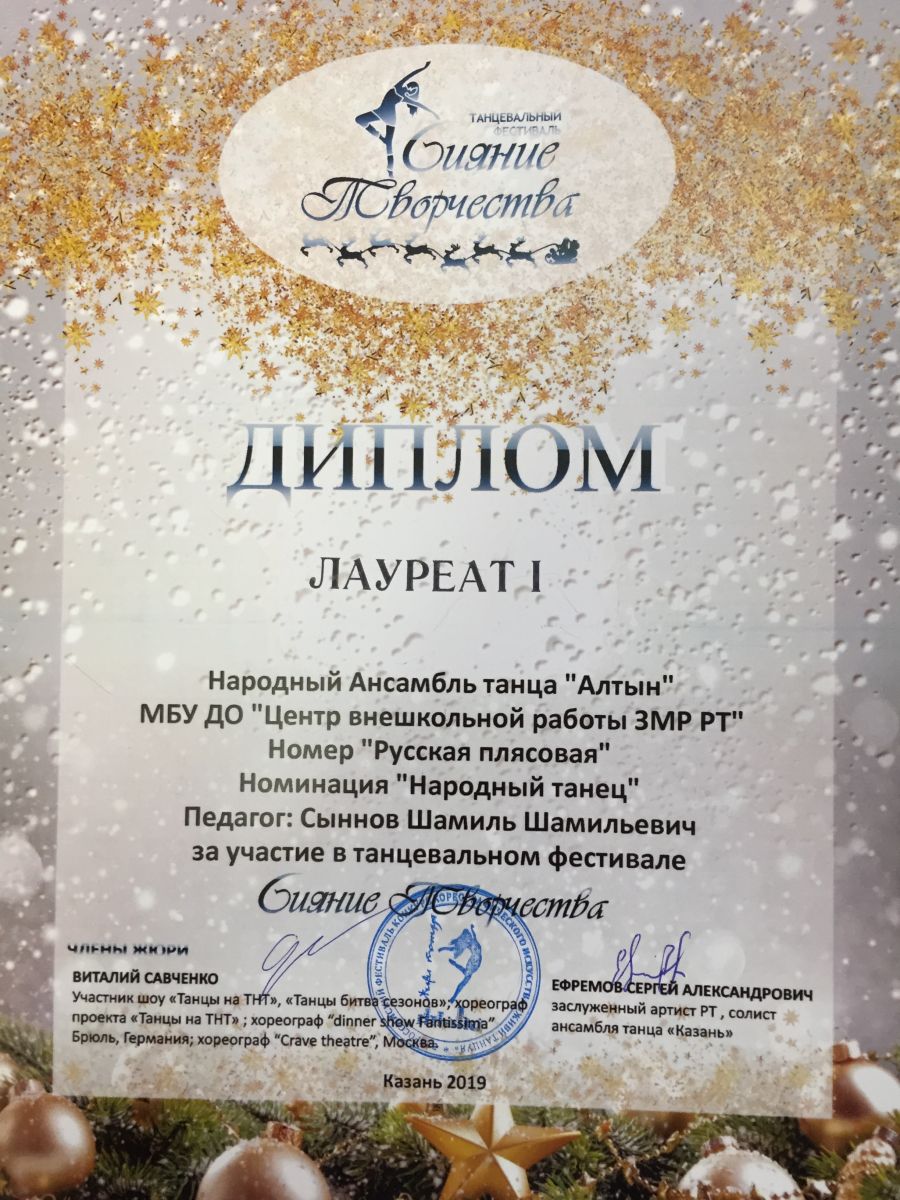 ТАНЦЕВАЛЬНЫЙ
ФЕСТИВАЛЬ
Сияние
Творчества
ДИПЛОМ
ЛАУРЕАТ I
Народный Ансамбль танца "Алтын"
МБУ ДО "Центр внешкольной работы ЗМР РТ"
Номер "Русская плясовая"
Номинация "Народный танец"
Педагог: Сыннов Шамиль Шамильевич
за участие в танцевальном фестивале
Сияние Творчества
ЧЛЕНЫ ЖЮРИ
ВИТАЛИЙ САВЧЕНКО
Участник шоу «Танцы на ТНТ», «Танцы битва сезонов»; хореограф
проекта «Танцы на ТНТ» ; хореограф “dinner show Fantissima”
Брюль, Германия; хореограф “Crave theatre”, Москва.
ЕФРЕМОВ СЕРГЕЙ АЛЕКСАНДРОВИЧ
заслуженный артист РТ , солист
ансамбля танца «Казань»
Казань 2019